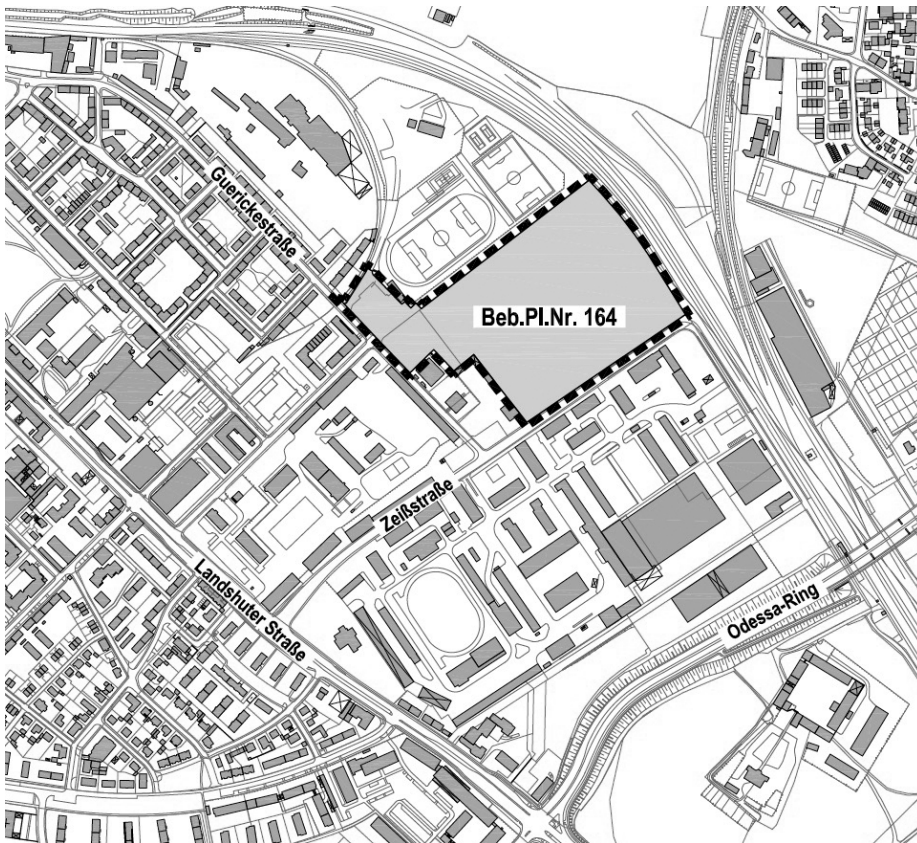 Guerickestraße
Beb.Pl.Nr. 164
Zeißstraße
Landshuter Straße
Odessa-Ring